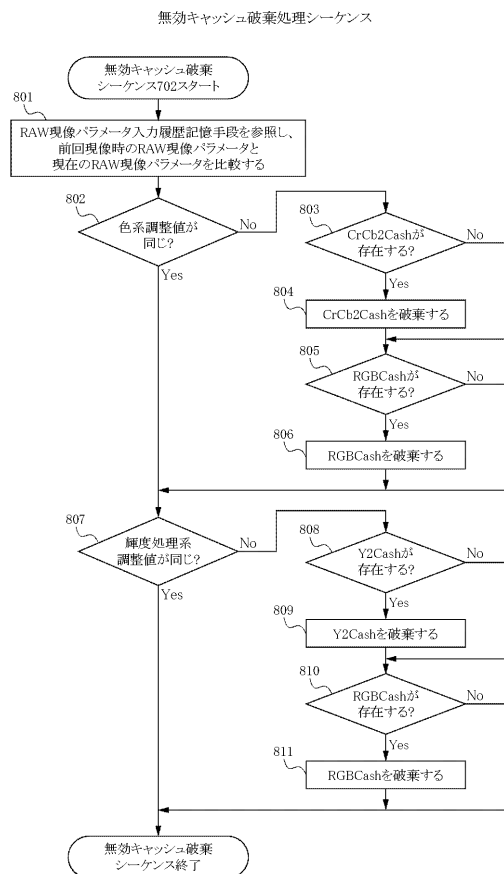 無効キャッシュ破棄処理シーケンス
無効キャッシュ破棄
シーケンス702スタート
801
RAW現像パラメータ入力履歴記憶手段を参照し、
前回現像時のRAW現像パラメータと
現在のRAW現像パラメータを比較する
802
色系調整値が
同じ?
No
Yes
803
CrCb2Cashが
存在する?
No
Yes
804
CrCb2Cashを破棄する
805
RGBCashが
存在する?
No
Yes
806
RGBCashを破棄する
807
輝度処理系
調整値が同じ?
No
Yes
808
Y2Cashが
存在する?
No
Yes
809
Y2Cashを破棄する
810
RGBCashが
存在する?
No
Yes
811
RGBCashを破棄する
無効キャッシュ破棄
シーケンス終了